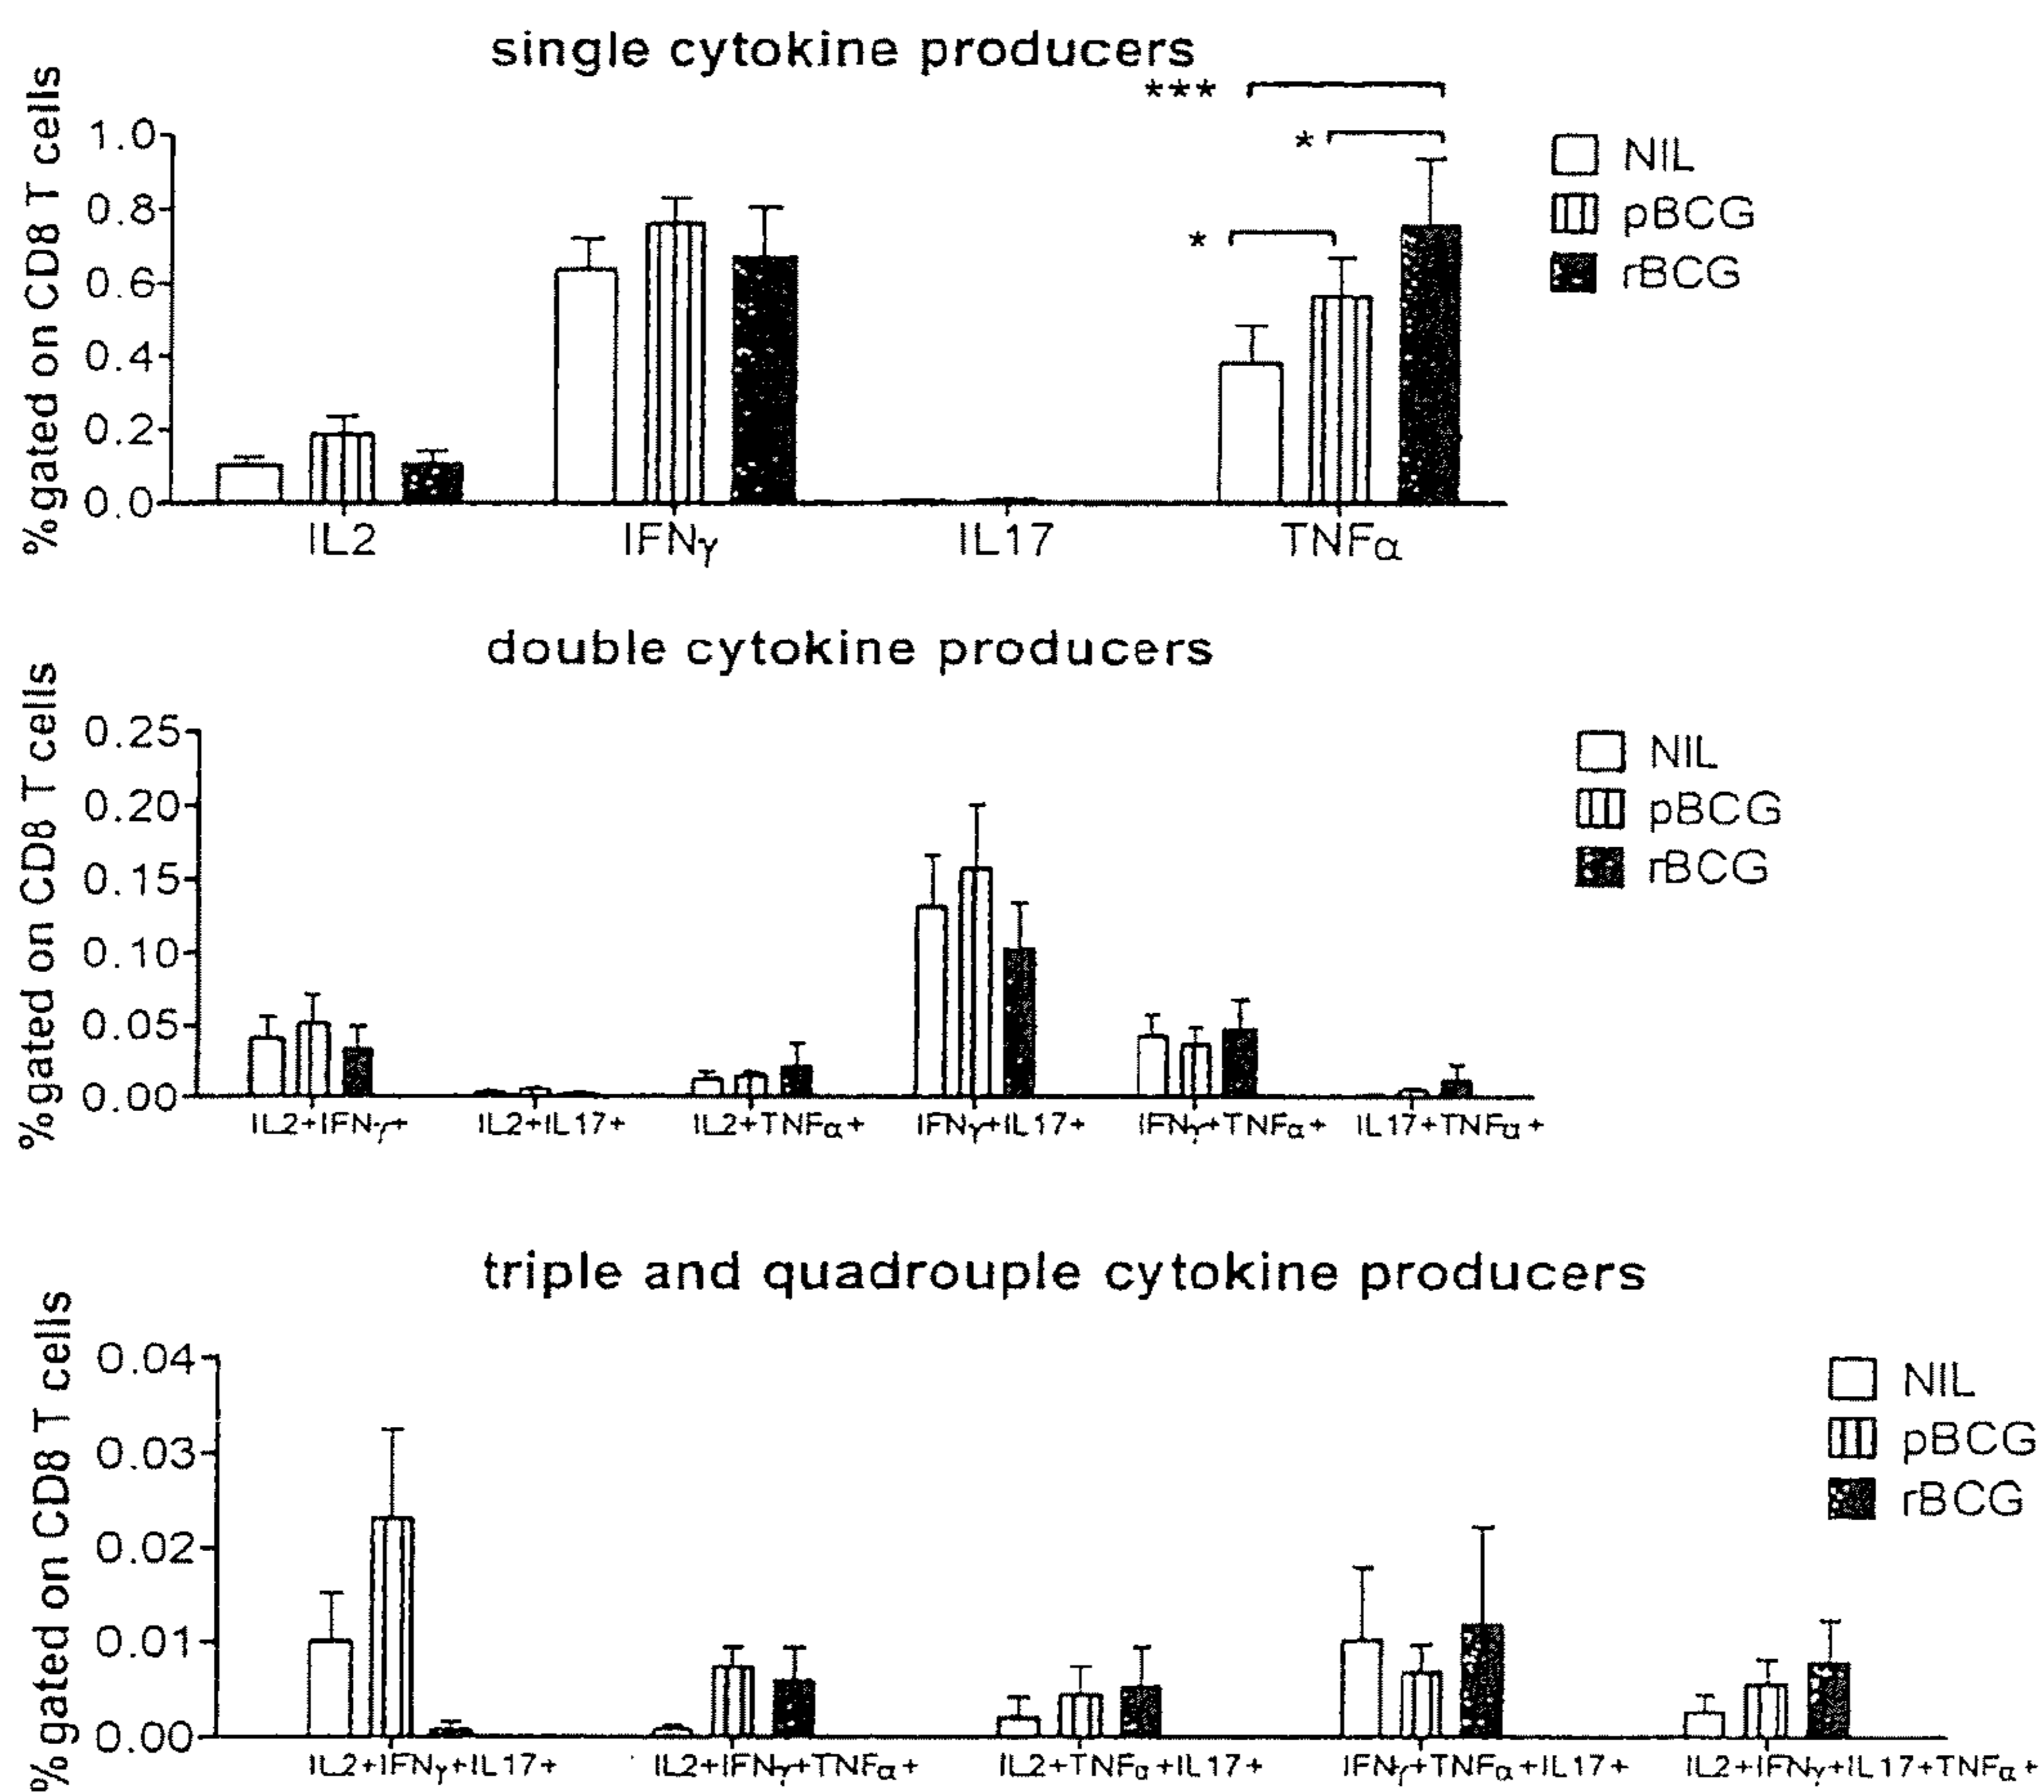 single cytokine producers
***
*
*
%gated on CD8 T cells
1.0
0.8
0.6
0.4
0.2
0.0
IL2 IFNγ IL17 TNFα
NIL
pBCG
rBCG
double cytokine producers
%gated on CD8 T cells
0.25
0.20
0.15
0.10
0.05
0.00
IL2+IFNγ+ IL2+IL17+ IL2+TNFα+ IFNγ+IL17+ IFNγ+TNFα+ IL17+TNFα+
NIL
pBCG
rBCG
triple and quadrouple cytokine producers
%gated on CD8 T cells
0.04
0.03
0.02
0.01
0.00
IL2+IFNγ+IL17+ IL2+IFNγ+TNFα+ IL2+TNFα+IL17+ IFNγ+TNFα+IL17+ IL2+IFNγ+IL17+TNFα+
NIL
pBCG
rBCG